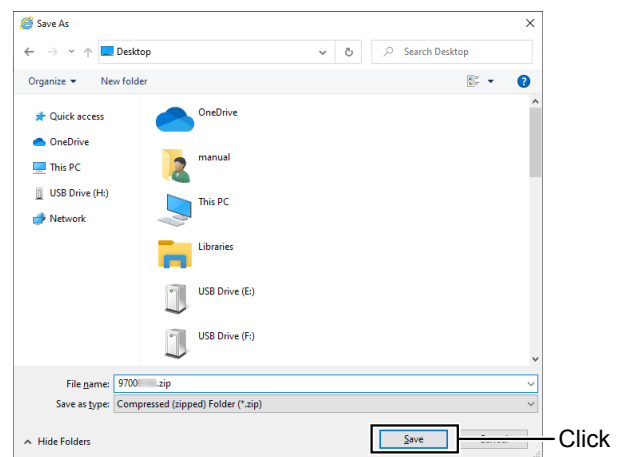 Save As
Desktop
Search Desktop
Organize
New folder
Quick access
OneDrive
This PC
USB Drive (H:)
Network
OneDrive
manual
This PC
Libraries
USB Drive (E:)
USB Drive (F:)
File name: 9700 .zip
Save as type: Compressed (zipped) Folder (*.zip)
Hide Folders
Save
Click